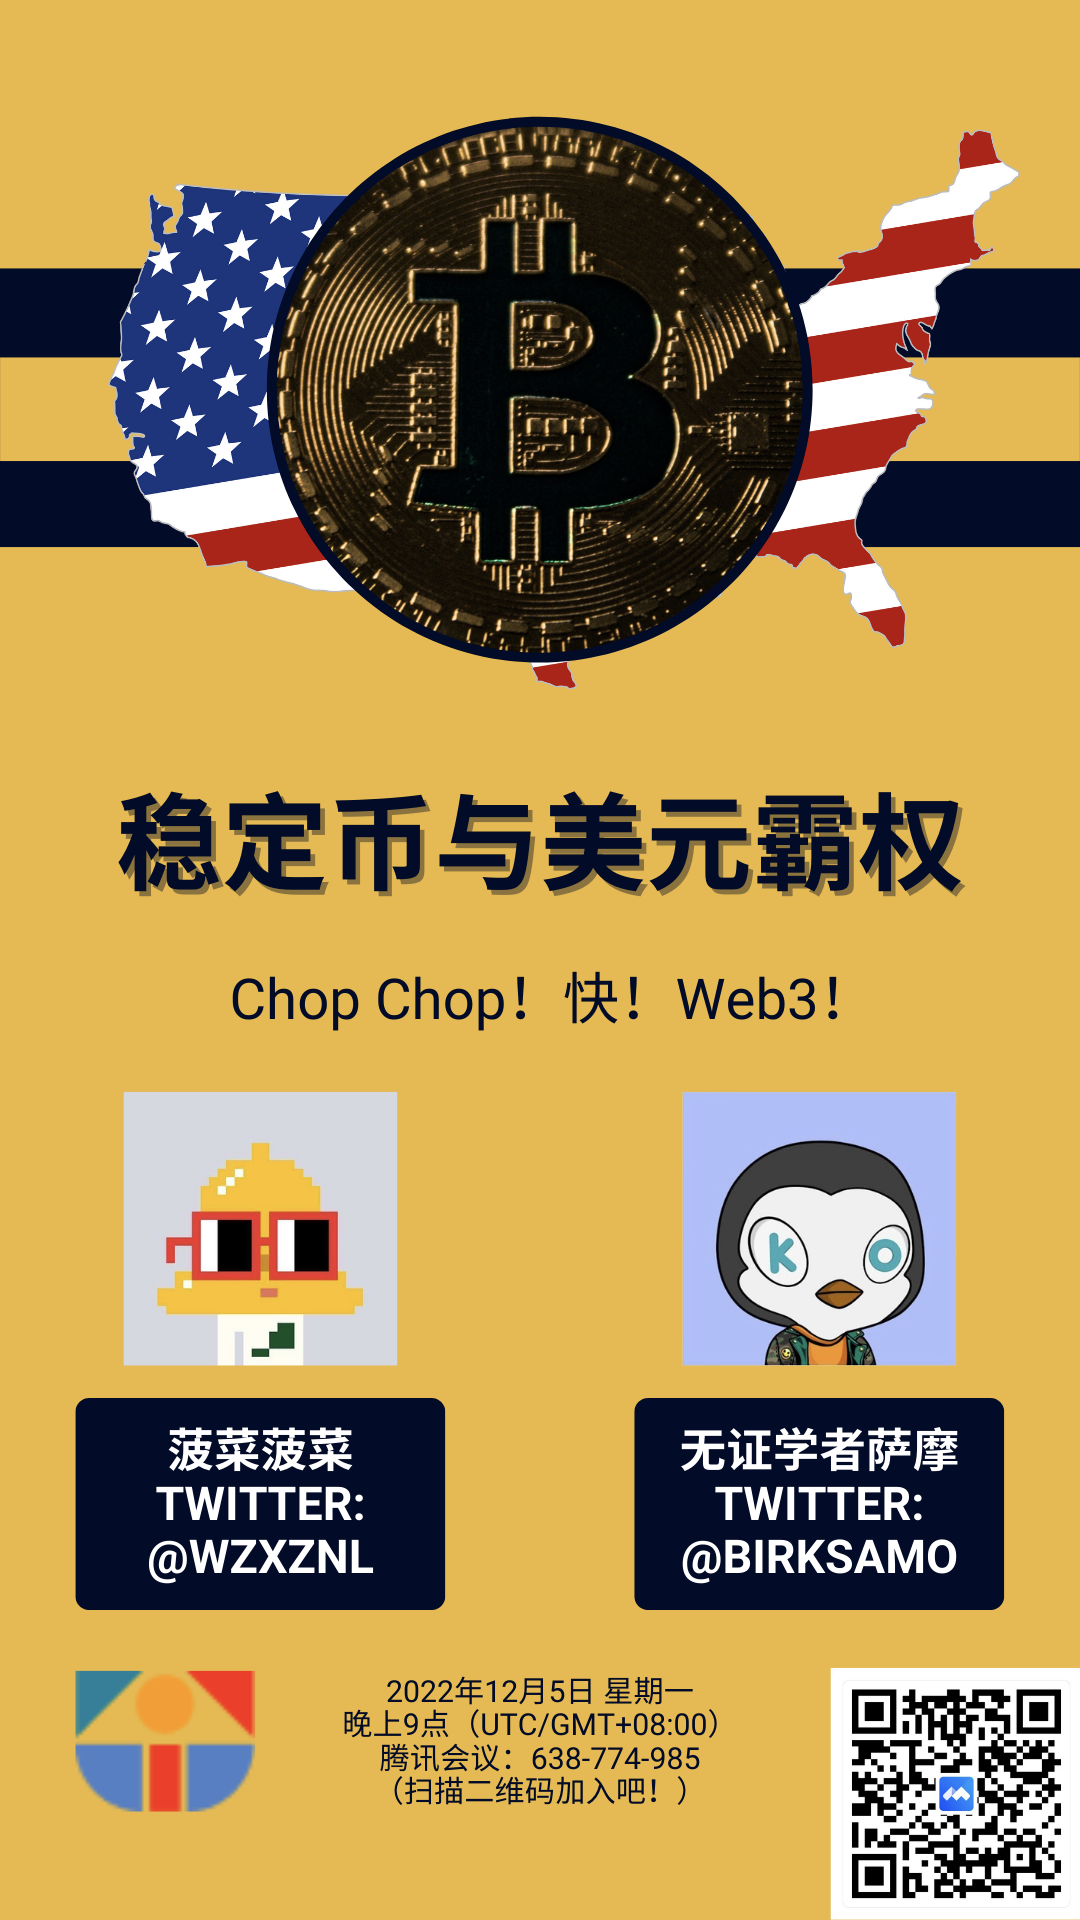 稳定币与美元霸权
Chop Chop！快！Web3！
菠菜菠菜
TWITTER:
@WZXZNL
无证学者萨摩
TWITTER:
@BIRKSAMO
2022年12月5日 星期一
晚上9点（UTC/GMT+08:00）
腾讯会议：638-774-985
（扫描二维码加入吧！）